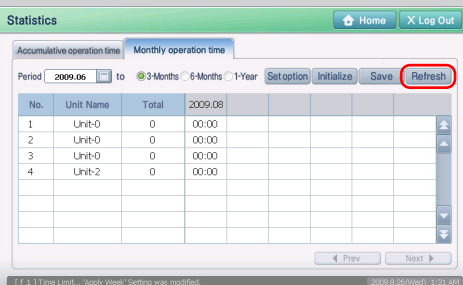 Statistics
Home
X Log Out
Accumulative operation time
Monthly operation time
Period 2009.06 to 3-Months 6-Months 1-Year Set option Initialize Save Refresh
No. Unit Name Total 2009.08
1 Unit-0 0 00:00
2 Unit-0 0 00:00
3 Unit-0 0 00:00
4 Unit-2 0 00:00
Prev Next
[ f 1 ] Time Limit... 'Apply Week' Setting was modified. 2009.8.26(Wed) 1:31 AM